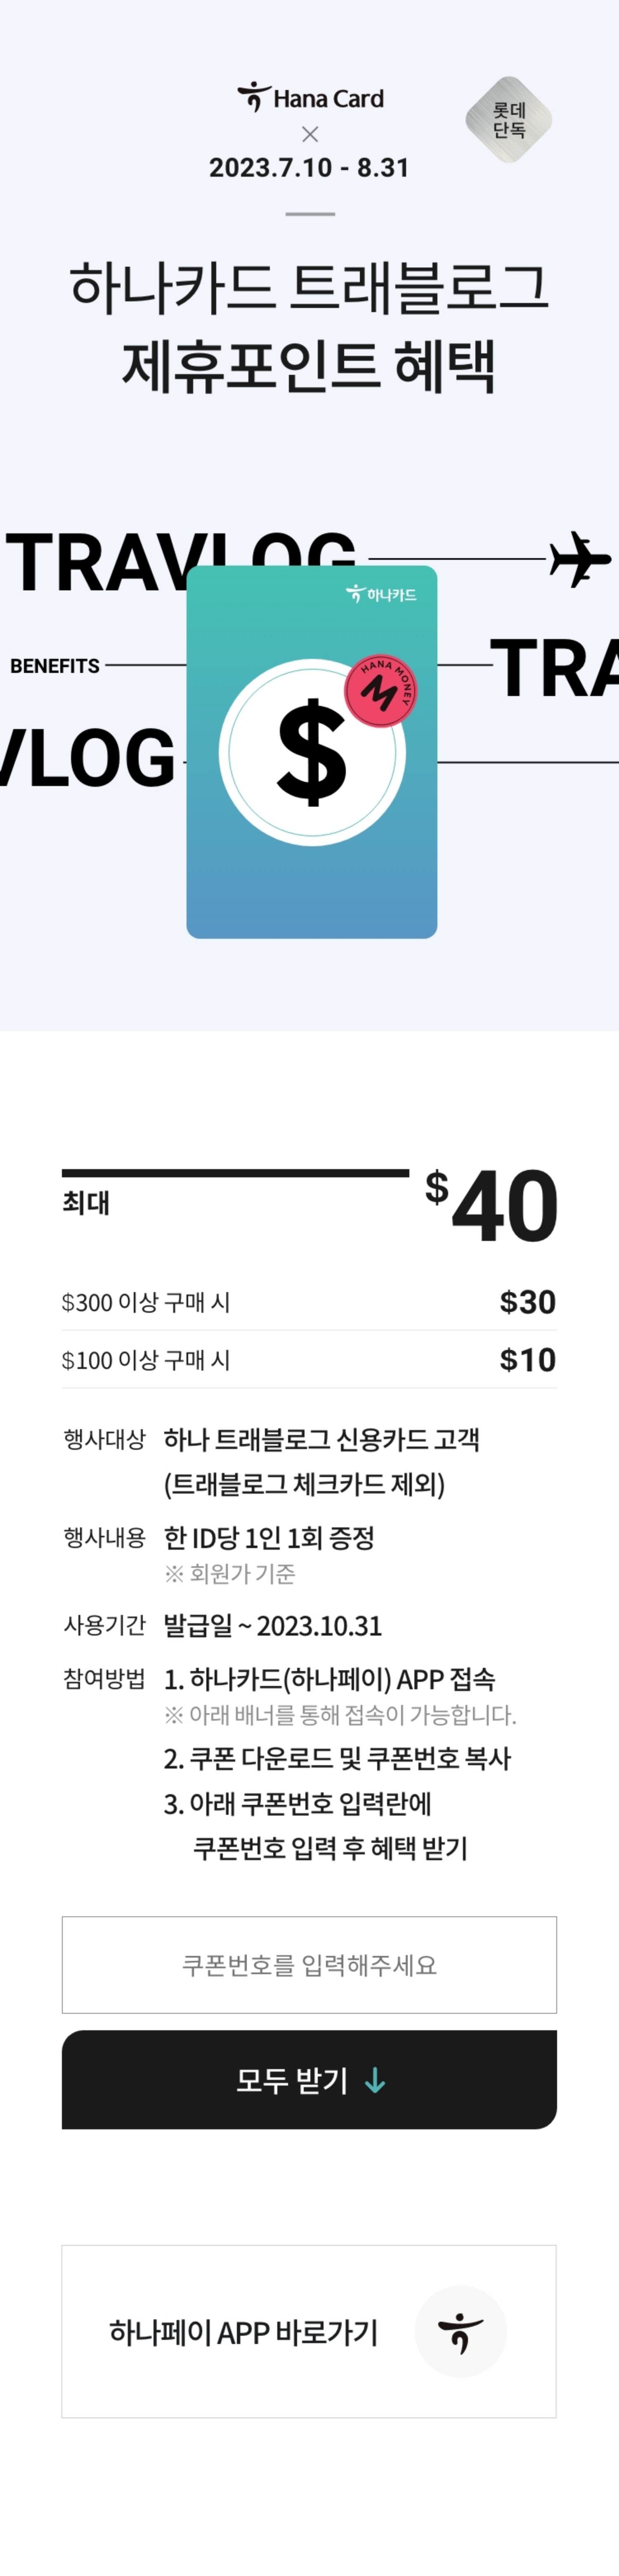 Hana Card
×
2023.7.10 - 8.31
롯데
단독
하나카드 트래블로그
제휴포인트 혜택
TRAVLOG
BENEFITS
TRA
VLOG
하나카드
HANA MONEY
M
$
최대
$40
$300 이상 구매 시 $30
$100 이상 구매 시 $10
행사대상 하나 트래블로그 신용카드 고객
(트래블로그 체크카드 제외)
행사내용 한 ID당 1인 1회 증정
※ 회원가 기준
사용기간 발급일 ~ 2023.10.31
참여방법 1. 하나카드(하나페이) APP 접속
※ 아래 배너를 통해 접속이 가능합니다.
2. 쿠폰 다운로드 및 쿠폰번호 복사
3. 아래 쿠폰번호 입력란에
쿠폰번호 입력 후 혜택 받기
쿠폰번호를 입력해주세요
모두 받기 ↓
하나페이 APP 바로가기